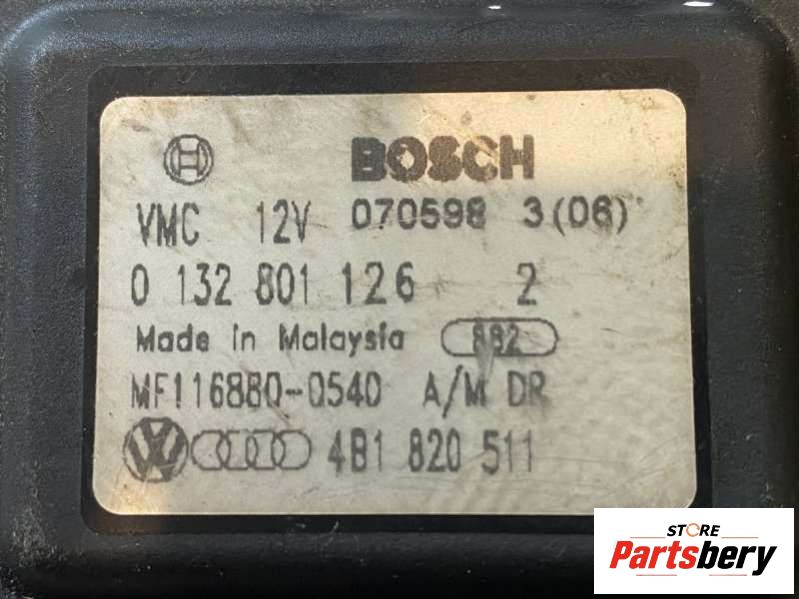 BOSCH
VMC 12V 070598 3(06)
0 132 801 126 2
Made in Malaysia 882
MF116880-0540 A/M DR
VW 4B1 820 511
STORE
Partsbery